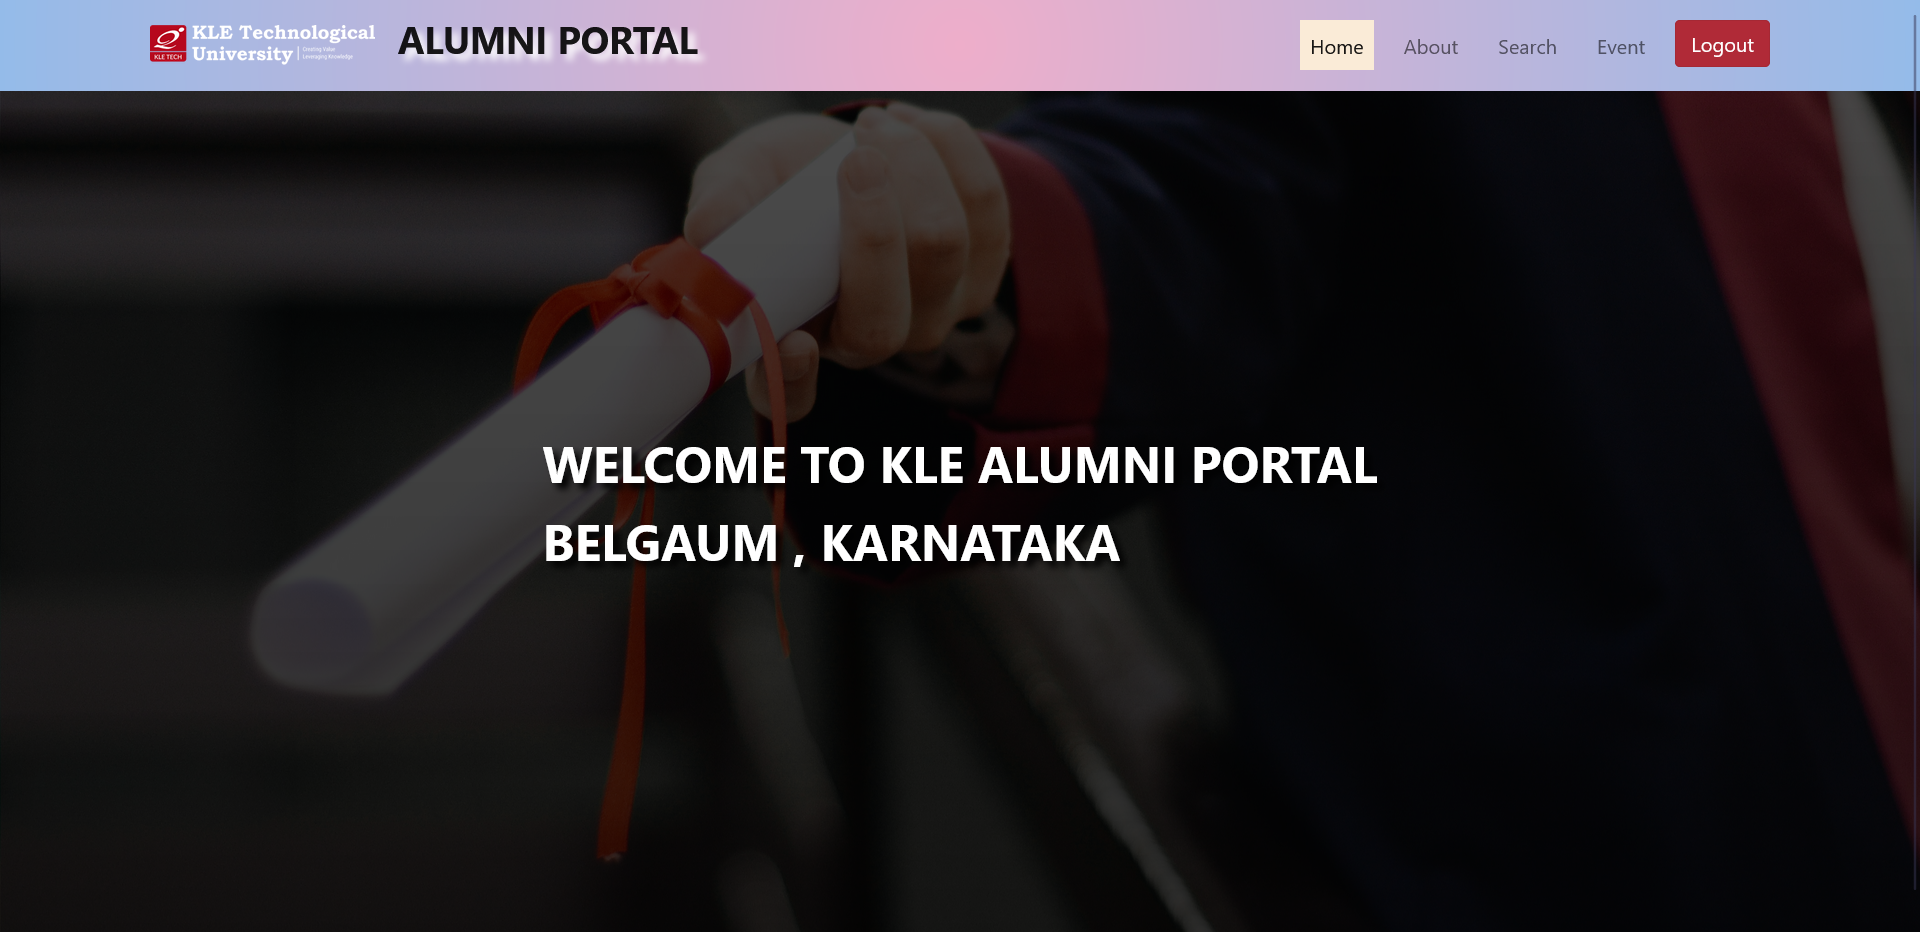 KLE Technological
University
Creating Value
Leveraging Knowledge
KLE TECH
ALUMNI PORTAL
Home
About
Search
Event
Logout
WELCOME TO KLE ALUMNI PORTAL
BELGAUM , KARNATAKA